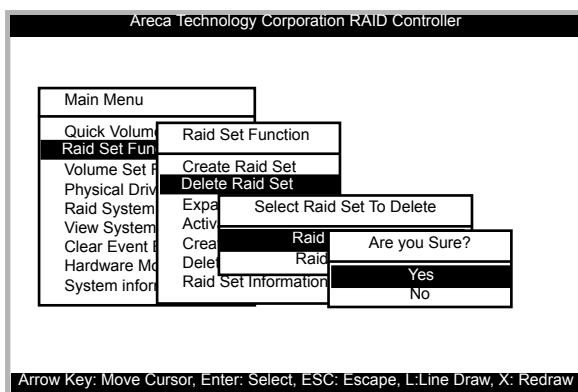 Areca Technology Corporation RAID Controller
Main Menu
Quick Volum
Raid Set Fun
Volume Set F
Physical Driv
Raid System
View System
Clear Event
Hardware Mo
System infor
Raid Set Function
Create Raid Set
Delete Raid Set
Expa
Activ
Crea
Delet
Raid Set Information
Select Raid Set To Delete
Raid
Raid
Are you Sure?
Yes
No
Arrow Key: Move Cursor, Enter: Select, ESC: Escape, L:Line Draw, X: Redraw